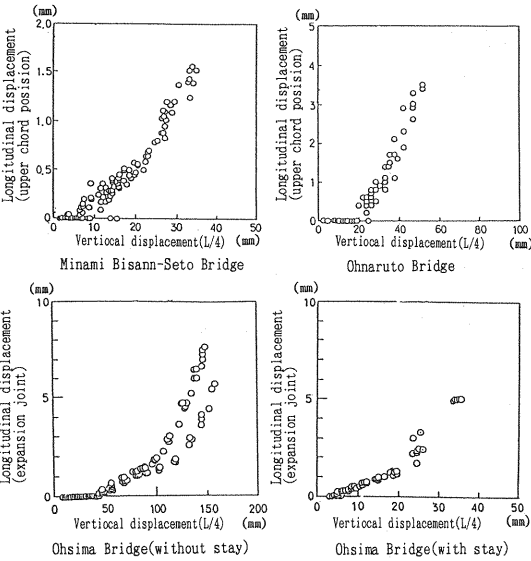 (mm)
2.0
1.5
1.0
0.5
0
0 10 20 30 40 50
Longitudinal displacement
(upper chord posision)
Vertiocal displacement(L/4) (mm)
Minami Bisann-Seto Bridge
(mm)
5
4
3
2
1
0
0 20 40 60 80 100
Longitudinal displacement
(upper chord posision)
Vertiocal displacement(L/4) (mm)
Ohnaruto Bridge
(mm)
10
5
0
0 50 100 150 200
Longitudinal displacement
(expansion joint)
Vertiocal displacement(L/4) (mm)
Ohsima Bridge(without stay)
(mm)
10
5
0
0 10 20 30 40 50
Longitudinal displacement
(expansion joint)
Vertiocal displacement(L/4) (mm)
Ohsima Bridge(with stay)